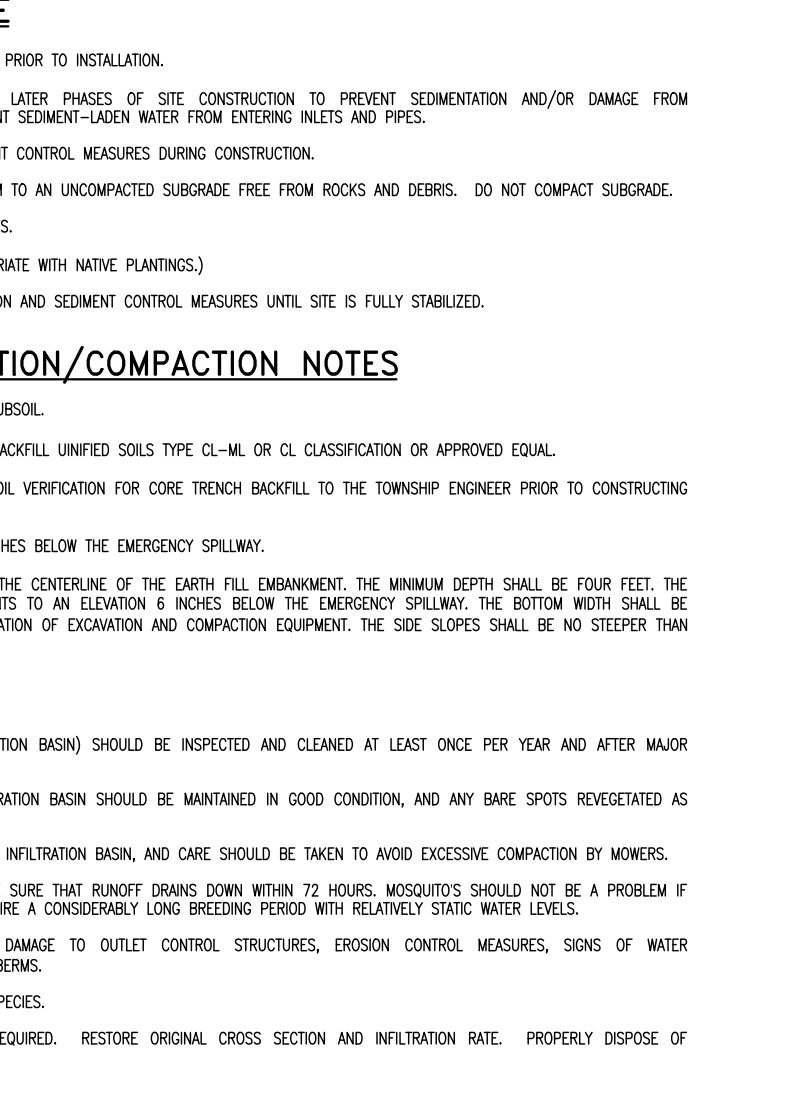 E
PRIOR TO INSTALLATION.
LATER PHASES OF SITE CONSTRUCTION TO PREVENT SEDIMENTATION AND/OR DAMAGE FROM
NT SEDIMENT-LADEN WATER FROM ENTERING INLETS AND PIPES.
NT CONTROL MEASURES DURING CONSTRUCTION.
M TO AN UNCOMPACTED SUBGRADE FREE FROM ROCKS AND DEBRIS. DO NOT COMPACT SUBGRADE.
S.
RIATE WITH NATIVE PLANTINGS.)
ON AND SEDIMENT CONTROL MEASURES UNTIL SITE IS FULLY STABILIZED.
TION/COMPACTION NOTES
UBSOIL.
ACKFILL UINIFIED SOILS TYPE CL-ML OR CL CLASSIFICATION OR APPROVED EQUAL.
OIL VERIFICATION FOR CORE TRENCH BACKFILL TO THE TOWNSHIP ENGINEER PRIOR TO CONSTRUCTING
HES BELOW THE EMERGENCY SPILLWAY.
THE CENTERLINE OF THE EARTH FILL EMBANKMENT. THE MINIMUM DEPTH SHALL BE FOUR FEET. THE
TS TO AN ELEVATION 6 INCHES BELOW THE EMERGENCY SPILLWAY. THE BOTTOM WIDTH SHALL BE
ATION OF EXCAVATION AND COMPACTION EQUIPMENT. THE SIDE SLOPES SHALL BE NO STEEPER THAN
TION BASIN) SHOULD BE INSPECTED AND CLEANED AT LEAST ONCE PER YEAR AND AFTER MAJOR
RATION BASIN SHOULD BE MAINTAINED IN GOOD CONDITION, AND ANY BARE SPOTS REVEGETATED AS
INFILTRATION BASIN, AND CARE SHOULD BE TAKEN TO AVOID EXCESSIVE COMPACTION BY MOWERS.
E SURE THAT RUNOFF DRAINS DOWN WITHIN 72 HOURS. MOSQUITO'S SHOULD NOT BE A PROBLEM IF
IRE A CONSIDERABLY LONG BREEDING PERIOD WITH RELATIVELY STATIC WATER LEVELS.
DAMAGE TO OUTLET CONTROL STRUCTURES, EROSION CONTROL MEASURES, SIGNS OF WATER
BERMS.
PECIES.
EQUIRED. RESTORE ORIGINAL CROSS SECTION AND INFILTRATION RATE. PROPERLY DISPOSE OF